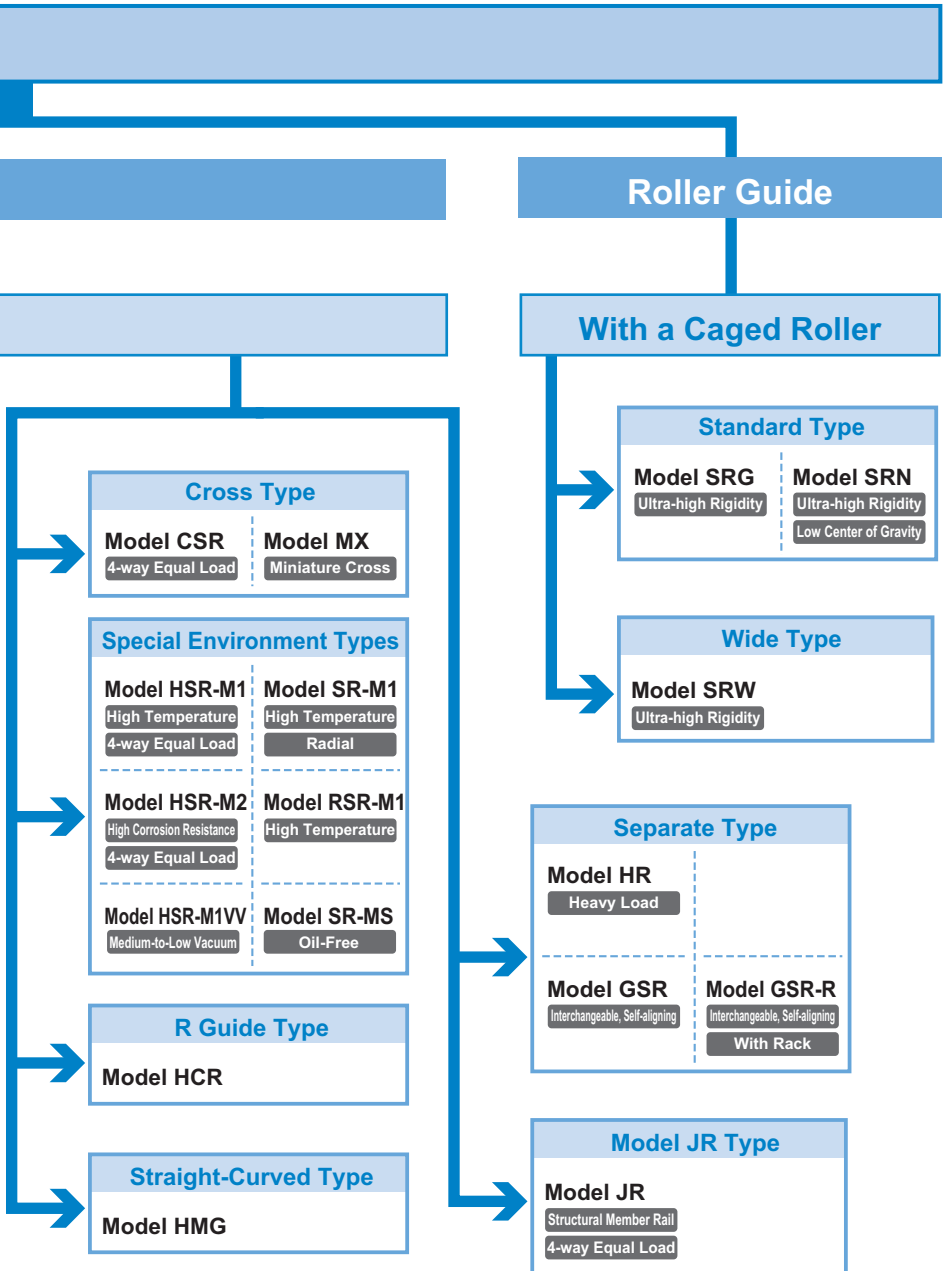 Roller Guide
With a Caged Roller
Standard Type
Model SRG
Ultra-high Rigidity
Model SRN
Ultra-high Rigidity
Low Center of Gravity
Wide Type
Model SRW
Ultra-high Rigidity
Cross Type
Model CSR
4-way Equal Load
Model MX
Miniature Cross
Special Environment Types
Model HSR-M1
High Temperature
4-way Equal Load
Model SR-M1
High Temperature
Radial
Model HSR-M2
High Corrosion Resistance
4-way Equal Load
Model RSR-M1
High Temperature
Model HSR-M1VV
Medium-to-Low Vacuum
Model SR-MS
Oil-Free
R Guide Type
Model HCR
Straight-Curved Type
Model HMG
Separate Type
Model HR
Heavy Load
Model GSR
Interchangeable, Self-aligning
Model GSR-R
Interchangeable, Self-aligning
With Rack
Model JR Type
Model JR
Structural Member Rail
4-way Equal Load